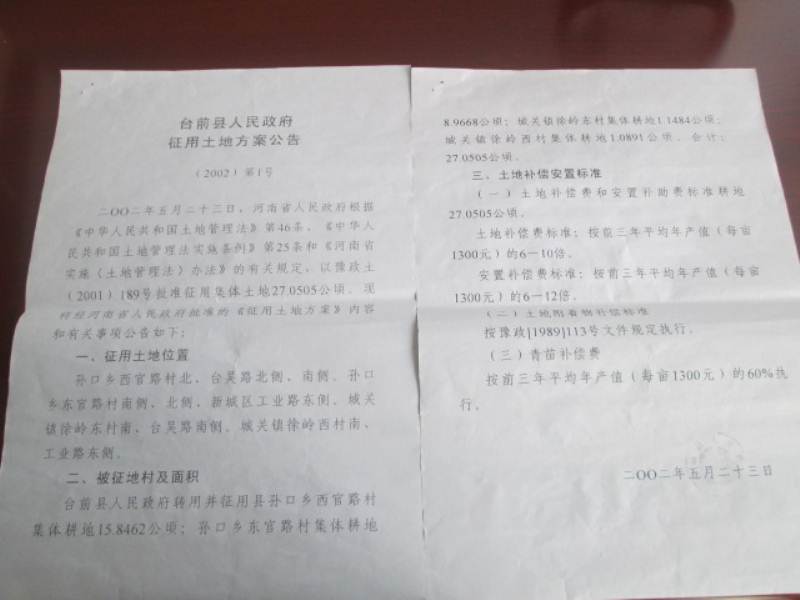 台前县人民政府
征用土地方案公告
（2002）第1号
二〇〇二年五月二十三日，河南省人民政府根据
《中华人民共和国土地管理法》第46条、《中华人
民共和国土地管理法实施条例》第25条和《河南省
实施〈土地管理法〉办法》的有关规定，以豫政土
（2001）189号批准征用集体土地27.0505公顷。现
将经河南省人民政府批准的《征用土地方案》内容
和有关事项公告如下：
一、征用土地位置
孙口乡西官路村北、台吴路北侧、南侧。孙口
乡东官路村南侧、北侧、新城区工业路东侧。城关
镇徐岭东村南、台吴路南侧。城关镇徐岭西村南、
工业路东侧。
二、被征地村及面积
台前县人民政府转用并征用县孙口乡西官路村
集体耕地15.8462公顷；孙口乡东官路村集体耕地
8.9668公顷；城关镇徐岭东村集体耕地1.1484公顷；
城关镇徐岭西村集体耕地1.0891公顷。合计：
27.0505公顷。
三、土地补偿安置标准
（一）土地补偿费和安置补助费标准耕地
27.0505公顷。
土地补偿费标准：按前三年平均年产值（每亩
1300元）的6—10倍。
安置补偿费标准：按前三年平均年产值（每亩
1300元）的6—12倍。
（二）土地附着物补偿标准
按豫政[1989]113号文件规定执行。
（三）青苗补偿费
按前三年平均年产值（每亩1300元）的60%执
行。
二〇〇二年五月二十三日